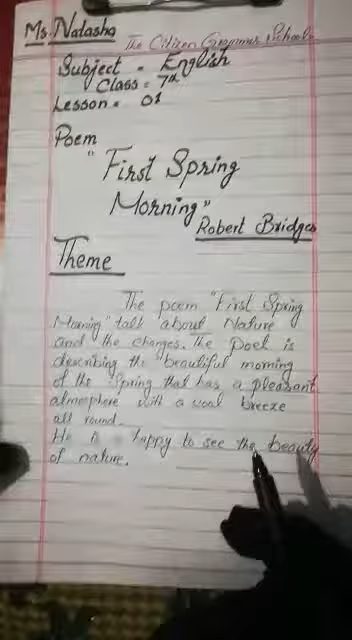 Ms. Natasha The Citizen Grammar School
Subject = English
Class = 7th
Lesson = 01
Poem
"First Spring
Morning"
Robert Bridges
Theme
The poem "First Spring
Morning" talk about Nature
and the changes. the Poet is
describing the beautiful morning
of the Spring that has a pleasant
atmosphere with a cool breeze
all round.
He is happy to see the beauty
of nature.